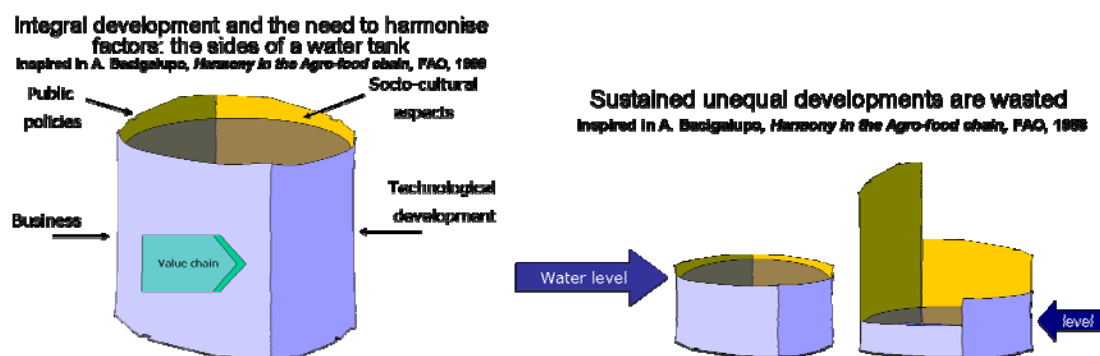 Integral development and the need to harmonise
factors: the sides of a water tank
Inspired in A. Bacigalupo, Harmony in the Agro-food chain, FAO, 1988
Public
policies
Socio-cultural
aspects
Business
Technological
development
Value chain
Sustained unequal developments are wasted
Inspired in A. Bacigalupo, Harmony in the Agro-food chain, FAO, 1988
Water level
level